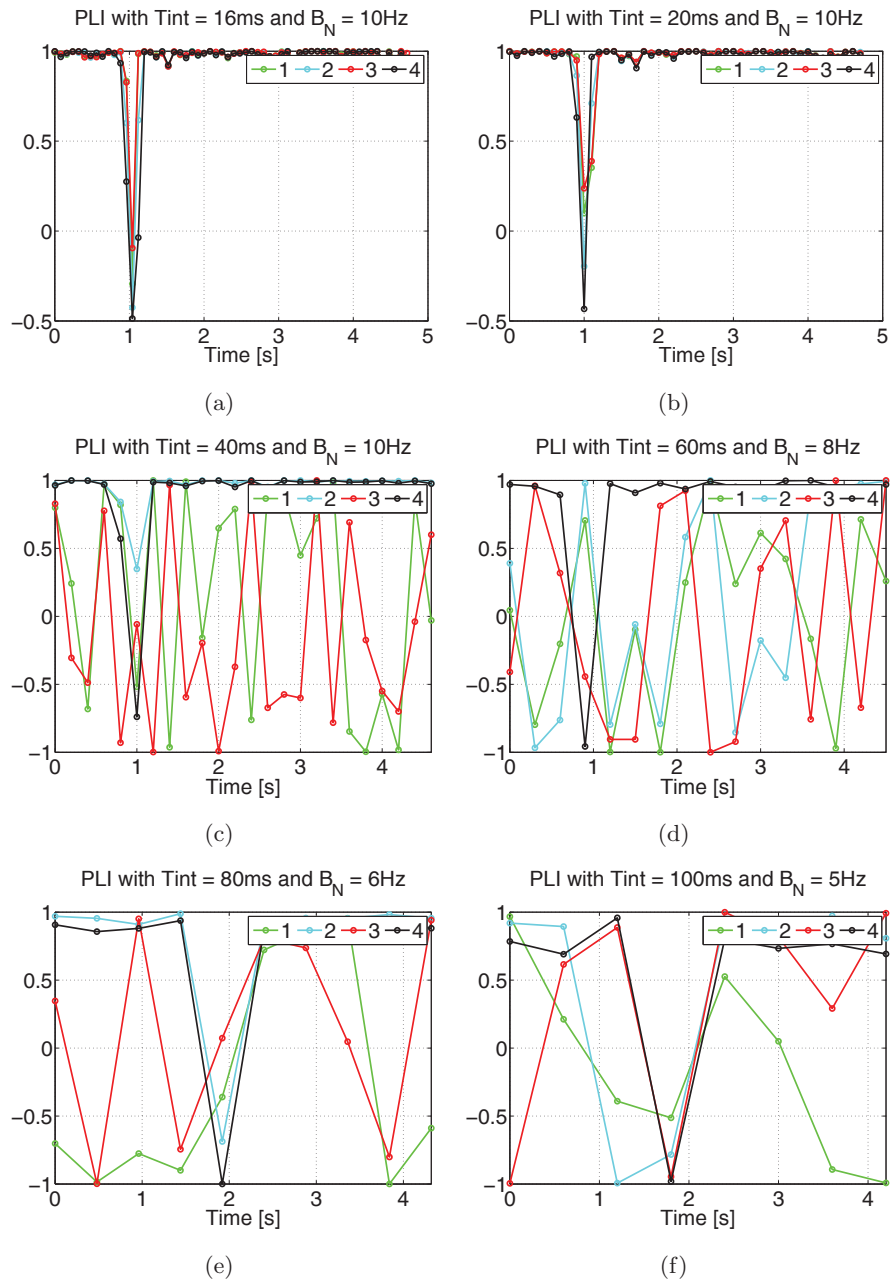 PLI with Tint = 16ms and B_N = 10Hz
1
0.5
0
−0.5
1 2 3 4
0 1 2 3 4 5
Time [s]
(a)
PLI with Tint = 20ms and B_N = 10Hz
1
0.5
0
−0.5
1 2 3 4
0 1 2 3 4 5
Time [s]
(b)
PLI with Tint = 40ms and B_N = 10Hz
1
0.5
0
−0.5
−1
1 2 3 4
0 1 2 3 4
Time [s]
(c)
PLI with Tint = 60ms and B_N = 8Hz
1
0.5
0
−0.5
−1
1 2 3 4
0 1 2 3 4
Time [s]
(d)
PLI with Tint = 80ms and B_N = 6Hz
1
0.5
0
−0.5
−1
1 2 3 4
0 1 2 3 4
Time [s]
(e)
PLI with Tint = 100ms and B_N = 5Hz
1
0.5
0
−0.5
−1
1 2 3 4
0 1 2 3 4
Time [s]
(f)